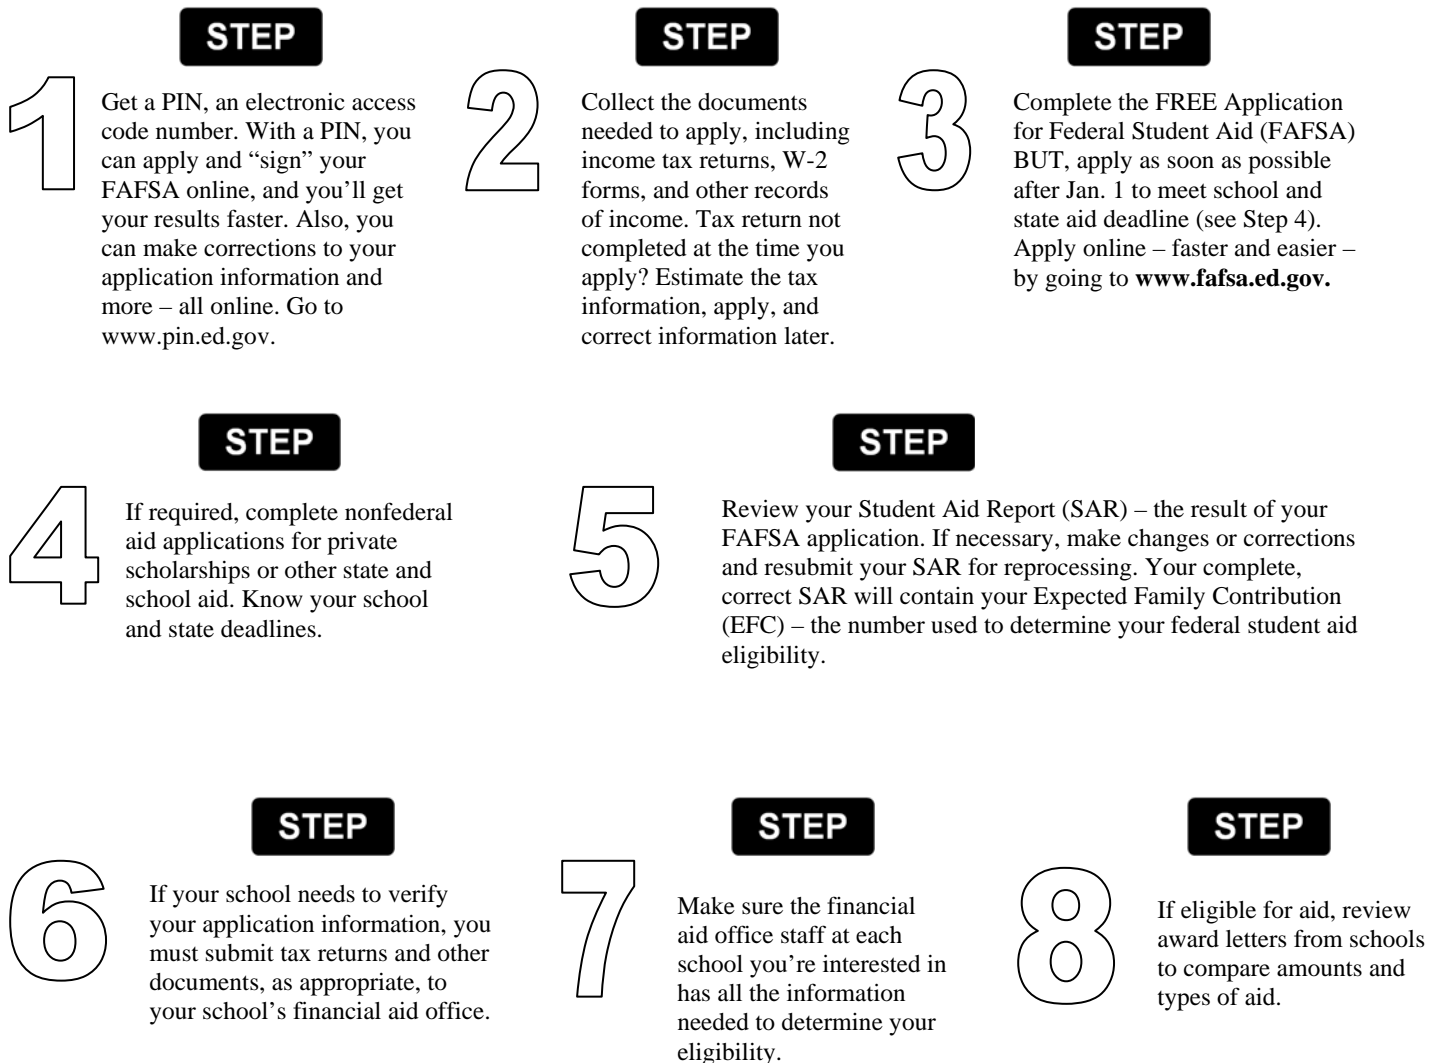 STEP
1
Get a PIN, an electronic access
code number. With a PIN, you
can apply and “sign” your
FAFSA online, and you’ll get
your results faster. Also, you
can make corrections to your
application information and
more – all online. Go to
www.pin.ed.gov.
STEP
2
Collect the documents
needed to apply, including
income tax returns, W-2
forms, and other records
of income. Tax return not
completed at the time you
apply? Estimate the tax
information, apply, and
correct information later.
STEP
3
Complete the FREE Application
for Federal Student Aid (FAFSA)
BUT, apply as soon as possible
after Jan. 1 to meet school and
state aid deadline (see Step 4).
Apply online – faster and easier –
by going to www.fafsa.ed.gov.
STEP
4
If required, complete nonfederal
aid applications for private
scholarships or other state and
school aid. Know your school
and state deadlines.
STEP
5
Review your Student Aid Report (SAR) – the result of your
FAFSA application. If necessary, make changes or corrections
and resubmit your SAR for reprocessing. Your complete,
correct SAR will contain your Expected Family Contribution
(EFC) – the number used to determine your federal student aid
eligibility.
STEP
6
If your school needs to verify
your application information, you
must submit tax returns and other
documents, as appropriate, to
your school’s financial aid office.
STEP
7
Make sure the financial
aid office staff at each
school you’re interested in
has all the information
needed to determine your
eligibility.
STEP
8
If eligible for aid, review
award letters from schools
to compare amounts and
types of aid.